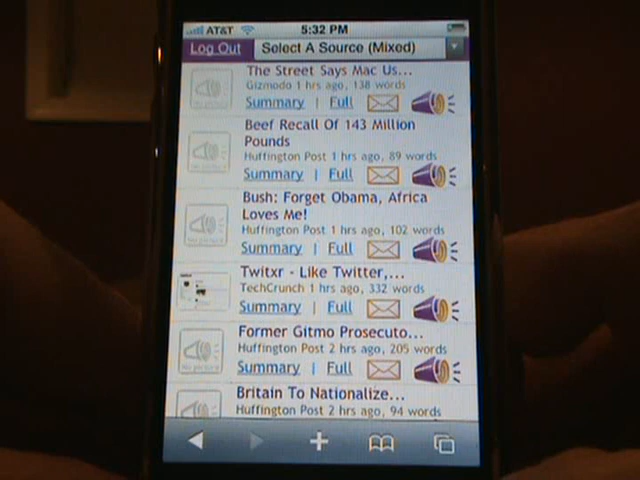 AT&T 5:32 PM
Log Out Select A Source (Mixed)
The Street Says Mac Us...
Gizmodo 1 hrs ago, 138 words
Summary | Full
Beef Recall Of 143 Million
Pounds
Huffington Post 1 hrs ago, 89 words
Summary | Full
Bush: Forget Obama, Africa
Loves Me!
Huffington Post 1 hrs ago, 102 words
Summary | Full
Twitxr - Like Twitter,...
TechCrunch 1 hrs ago, 332 words
Summary | Full
Former Gitmo Prosecuto...
Huffington Post 2 hrs ago, 205 words
No picture
Summary | Full
Britain To Nationalize...
Huffington Post 2 hrs ago, 94 words